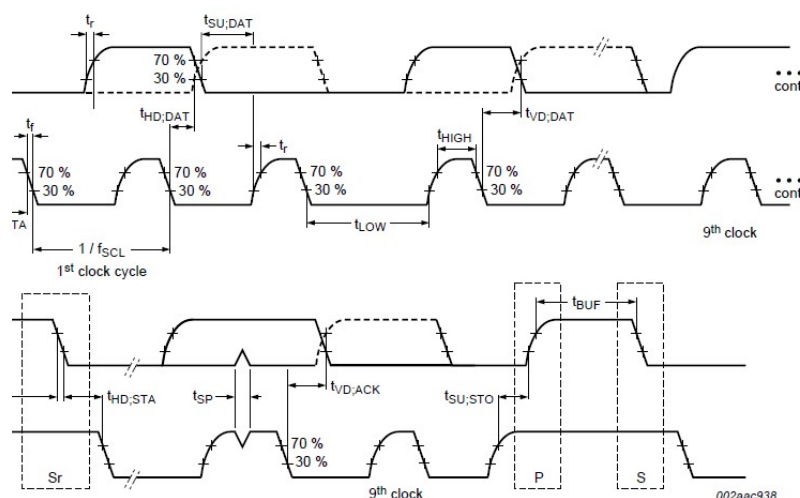 tr
tSU;DAT
70 %
30 %
cont
tHD;DAT
tVD;DAT
tf
tr
tHIGH
70 %
30 %
70 %
30 %
70 %
30 %
70 %
30 %
cont
TA
tLOW
9th clock
1 / fSCL
1st clock cycle
tBUF
tHD;STA
tSP
tVD;ACK
tSU;STO
70 %
30 %
Sr
P
S
9th clock
002aac938